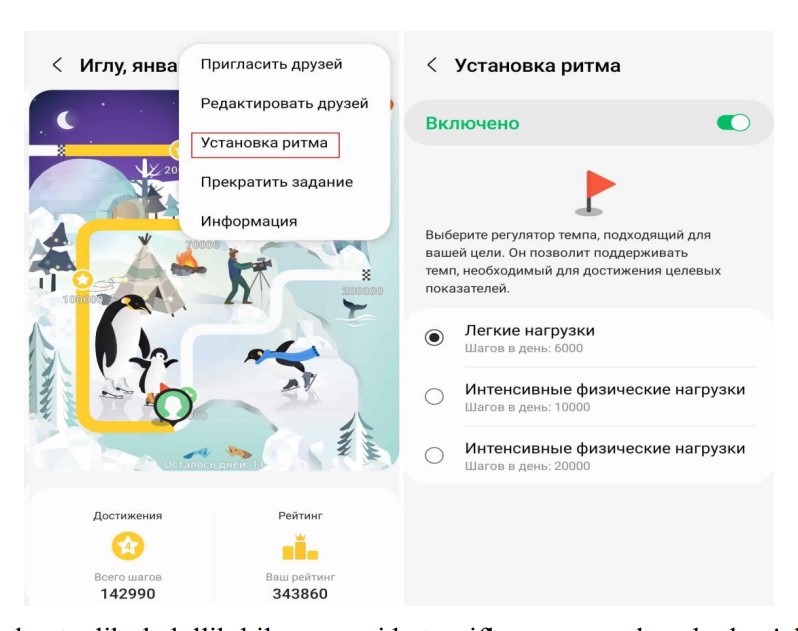 < Иглу, янва
Пригласить друзей
Редактировать друзей
Установка ритма
Прекратить задание
Информация
20
70000
100000
200000
Осталось дней: 11
Достижения
Рейтинг
4
Всего шагов
Ваш рейтинг
142990
343860
< Установка ритма
Включено
Выберите регулятор темпа, подходящий для
вашей цели. Он позволит поддерживать
темп, необходимый для достижения целевых
показателей.
Легкие нагрузки
Шагов в день: 6000
Интенсивные физические нагрузки
Шагов в день: 10000
Интенсивные физические нагрузки
Шагов в день: 20000